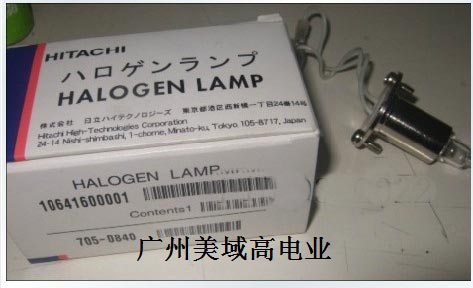 HITACHI
ハロゲンランプ
HALOGEN LAMP
株式会社 日立ハイテクノロジーズ 東京都港区西新橋一丁目24番14号
Hitachi High-Technologies Corporation
24-14 Nishi-shimbashi, 1-chome, Minato-ku, Tokyo 105-8717, Japan
HALOGEN LAMP
10641600001
Contents1
705-0840
广州美域高电业